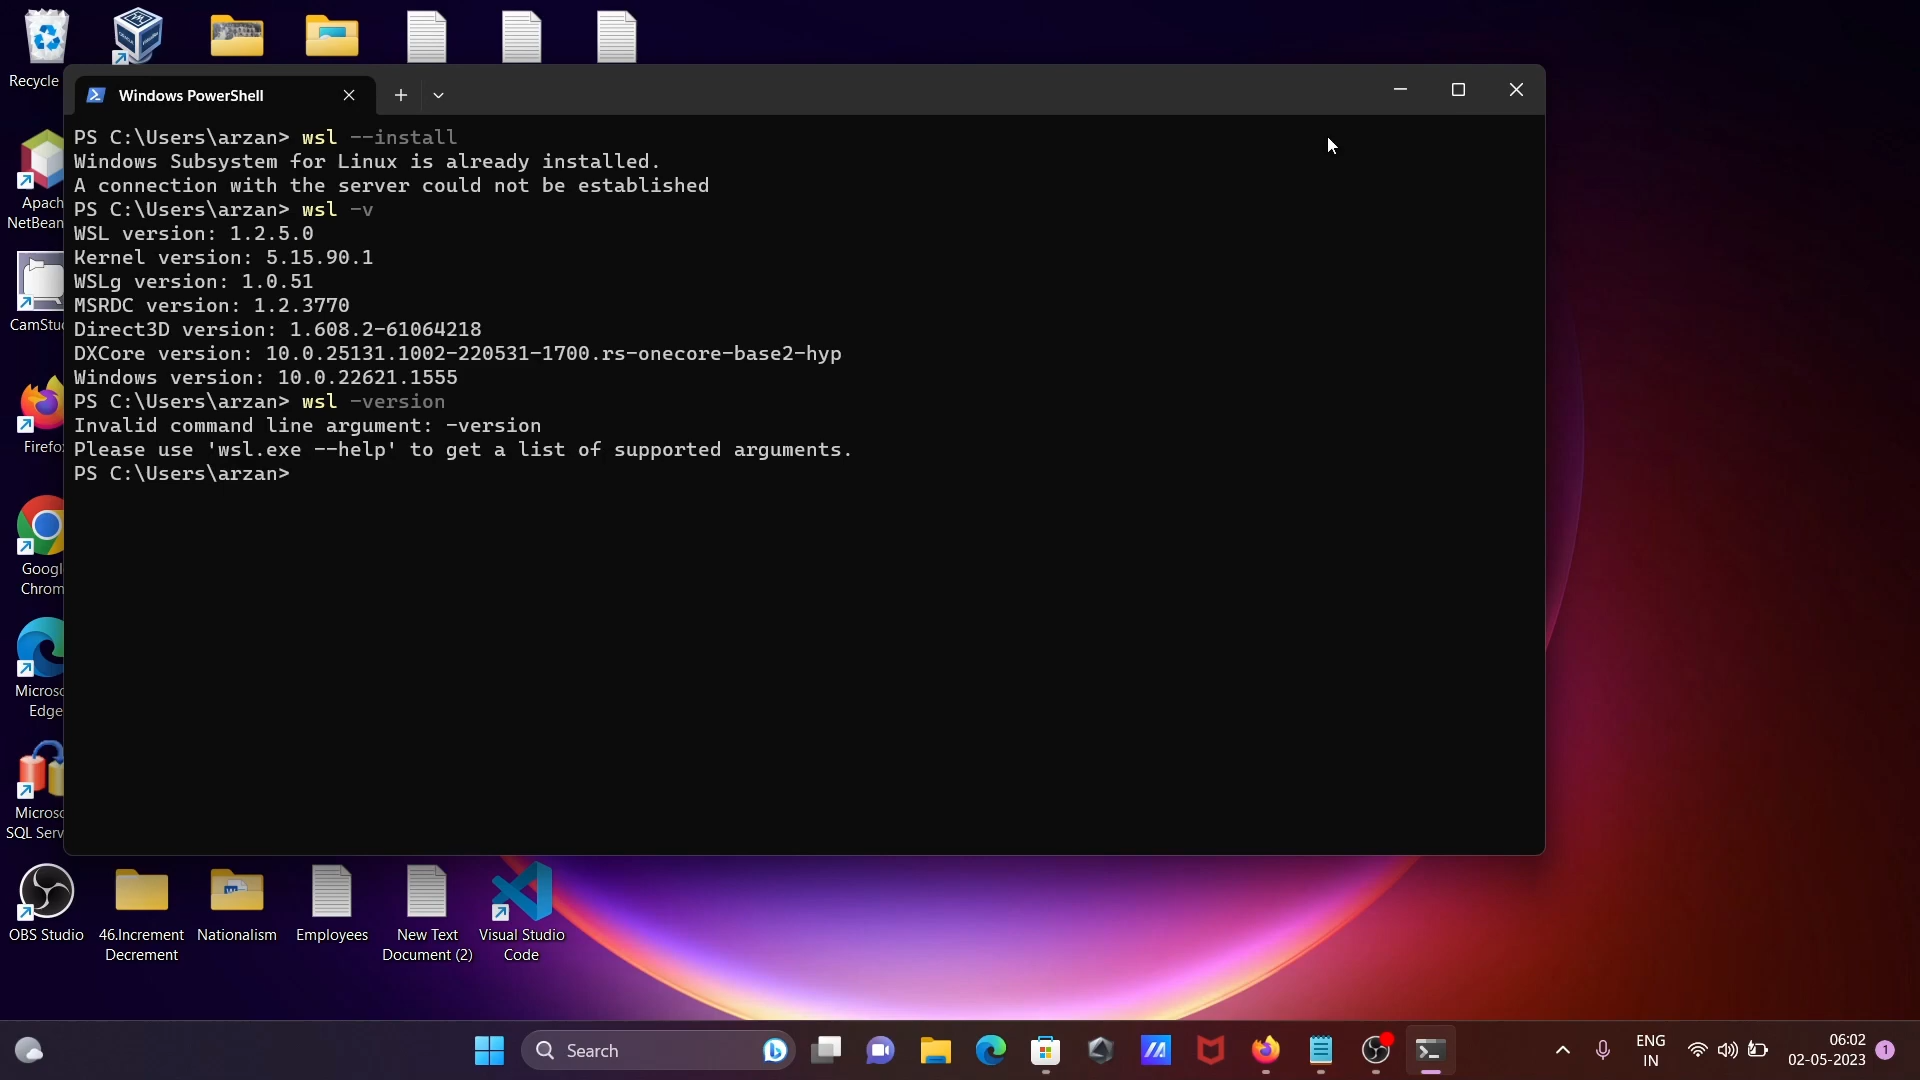 Recycle
Windows PowerShell
PS C:\Users\arzan> wsl --install
Windows Subsystem for Linux is already installed.
A connection with the server could not be established
PS C:\Users\arzan> wsl -v
WSL version: 1.2.5.0
Kernel version: 5.15.90.1
WSLg version: 1.0.51
MSRDC version: 1.2.3770
Direct3D version: 1.608.2-61064218
DXCore version: 10.0.25131.1002-220531-1700.rs-onecore-base2-hyp
Windows version: 10.0.22621.1555
PS C:\Users\arzan> wsl -version
Invalid command line argument: -version
Please use 'wsl.exe --help' to get a list of supported arguments.
PS C:\Users\arzan>
Apach
NetBean
CamStu
Firefo
Googl
Chrom
Microso
Edge
Microso
SQL Serv
OBS Studio
46.Increment
Decrement
Nationalism
Employees
New Text
Document (2)
Visual Studio
Code
Search
ENG
IN
06:02
02-05-2023
1